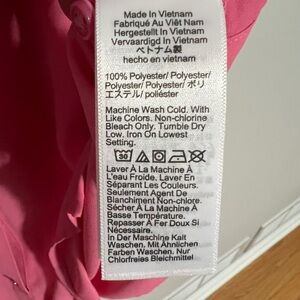 Made In Vietnam
Fabriqué Au Viêt Nam
Hergestellt In Vietnam
Vervaardigd In Vietnam
ベトナム製
hecho en vietnam
100% Polyester/ Polyester/
Polyester/ Polyester/ ポリ
エステル/ poliéster
Machine Wash Cold. With
Like Colors. Non-chlorine
Bleach Only. Tumble Dry
Low. Iron On Lowest
Setting.
30
Laver À La Machine À
L'eau Froide. Laver En
Séparant Les Couleurs.
Seulement Agent De
Blanchiment Non-chlore.
Sécher À La Machine À
Basse Température.
Repasser À Fer Doux Si
Nécessaire.
In Der Maschine Kalt
Waschen. Mit Ähnlichen
Farben Waschen. Nur
Chlorfreies Bleichmittel